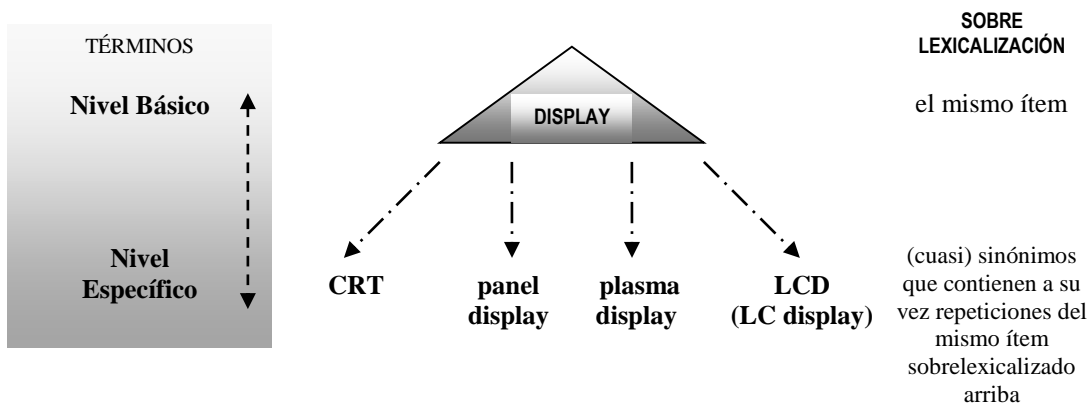 TÉRMINOS
Nivel Básico
Nivel
Específico
DISPLAY
CRT
panel
display
plasma
display
LCD
(LC display)
SOBRE
LEXICALIZACIÓN
el mismo ítem
(cuasi) sinónimos
que contienen a su
vez repeticiones del
mismo ítem
sobrelexicalizado
arriba